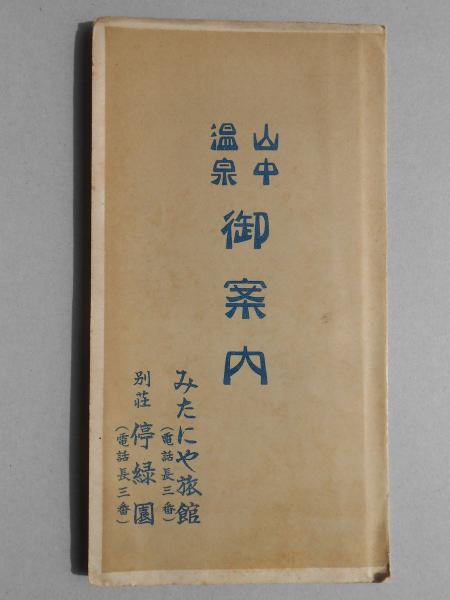 山中
温泉
御案内
みたにや旅館
(電話長三番)
別荘 停緑園
(電話長三番)